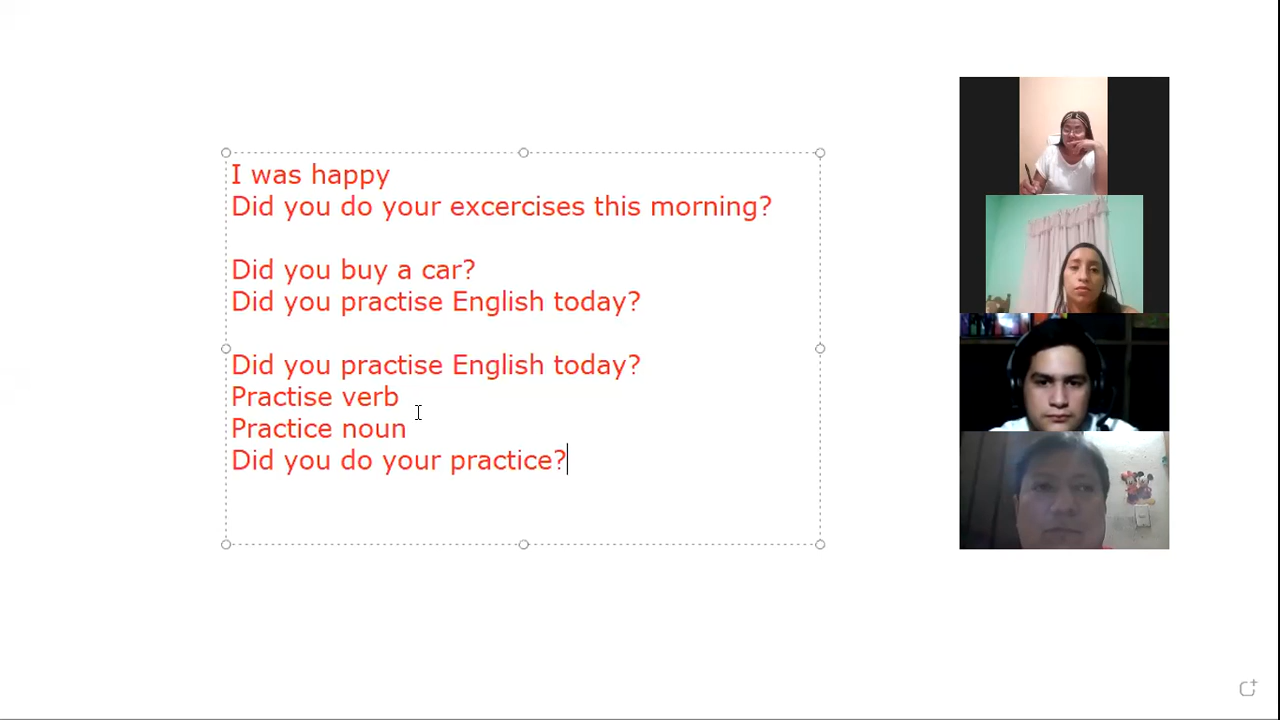 I was happy
Did you do your excercises this morning?
Did you buy a car?
Did you practise English today?
Did you practise English today?
Practise verb
Practice noun
Did you do your practice?